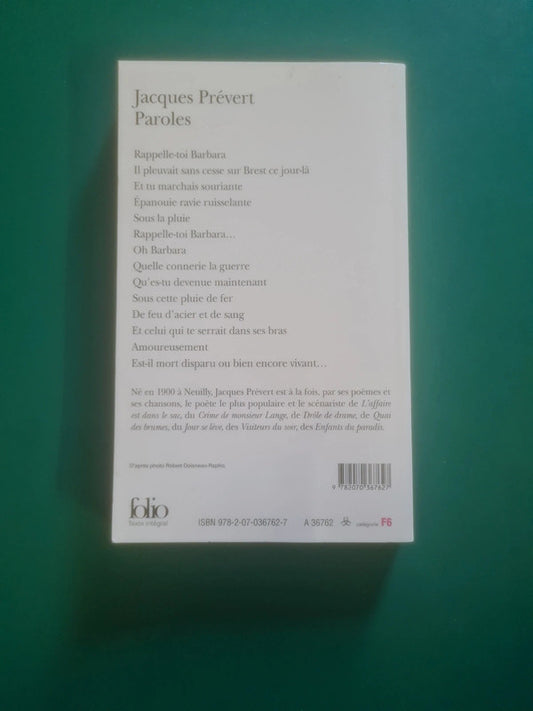 Jacques Prévert
Paroles
Rappelle-toi Barbara
Il pleuvait sans cesse sur Brest ce jour-là
Et tu marchais souriante
Épanouie ravie ruisselante
Sous la pluie
Rappelle-toi Barbara...
Oh Barbara
Quelle connerie la guerre
Qu'es-tu devenue maintenant
Sous cette pluie de fer
De feu d'acier et de sang
Et celui qui te serrait dans ses bras
Amoureusement
Est-il mort disparu ou bien encore vivant...
Né en 1900 à Neuilly, Jacques Prévert est à la fois, par ses poèmes et
ses chansons, le poète le plus populaire et le scénariste de L'affaire
est dans le sac, du Crime de monsieur Lange, de Drôle de drame, de Quai
des brumes, du Jour se lève, des Visiteurs du soir, des Enfants du paradis.
D'après photo Robert Doisneau-Rapho.
9 782070 367627
folio
Texte intégral
ISBN 978-2-07-036762-7 A 36762 catégorie F6